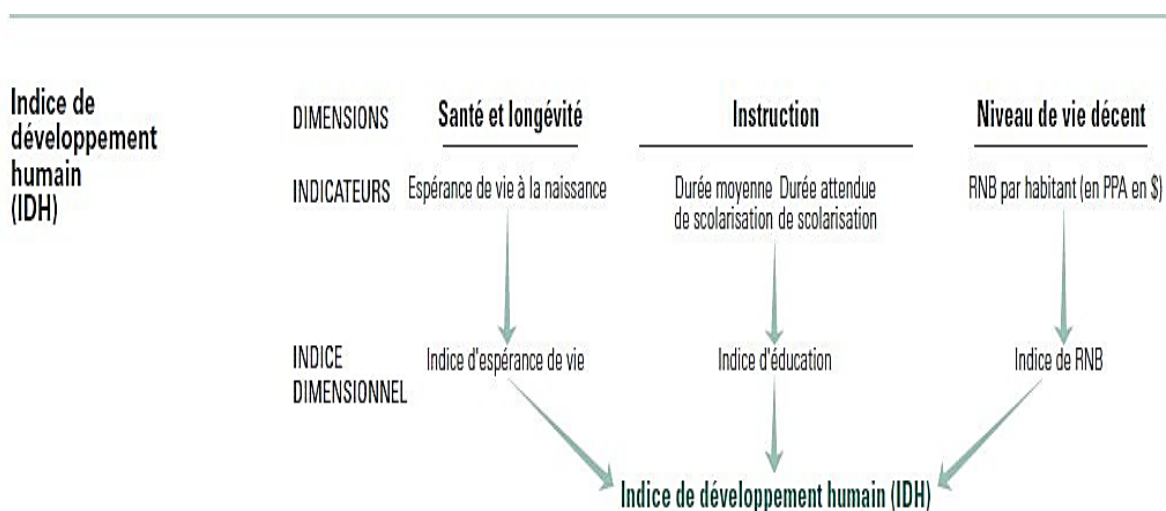 Indice de
développement
humain
(IDH)
DIMENSIONS Santé et longévité Instruction Niveau de vie décent
INDICATEURS Espérance de vie à la naissance Durée moyenne Durée attendue RNB par habitant (en PPA en $)
de scolarisation de scolarisation
INDICE Indice d'espérance de vie Indice d'éducation Indice de RNB
DIMENSIONNEL
Indice de développement humain (IDH)